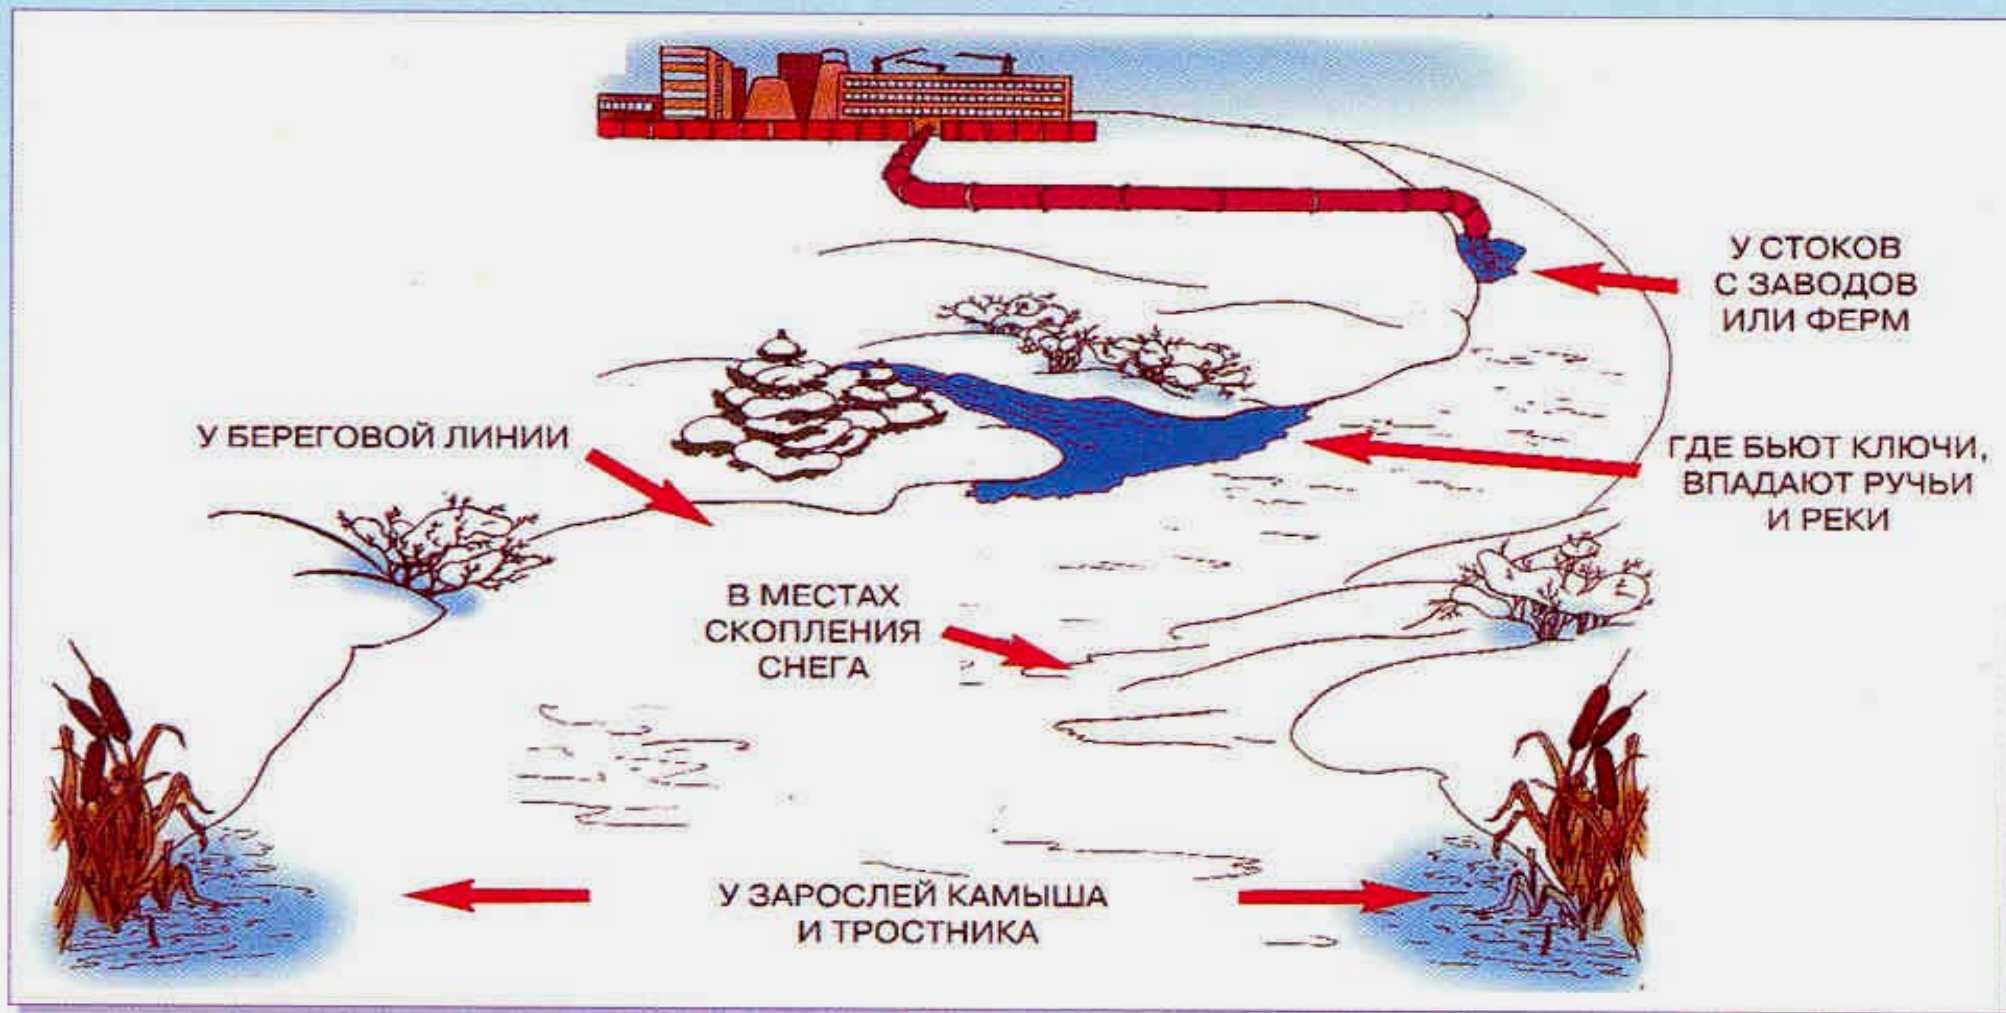 У СТОКОВ
С ЗАВОДОВ
ИЛИ ФЕРМ
У БЕРЕГОВОЙ ЛИНИИ
ГДЕ БЬЮТ КЛЮЧИ,
ВПАДАЮТ РУЧЬИ
И РЕКИ
В МЕСТАХ
СКОПЛЕНИЯ
СНЕГА
У ЗАРОСЛЕЙ КАМЫША
И ТРОСТНИКА